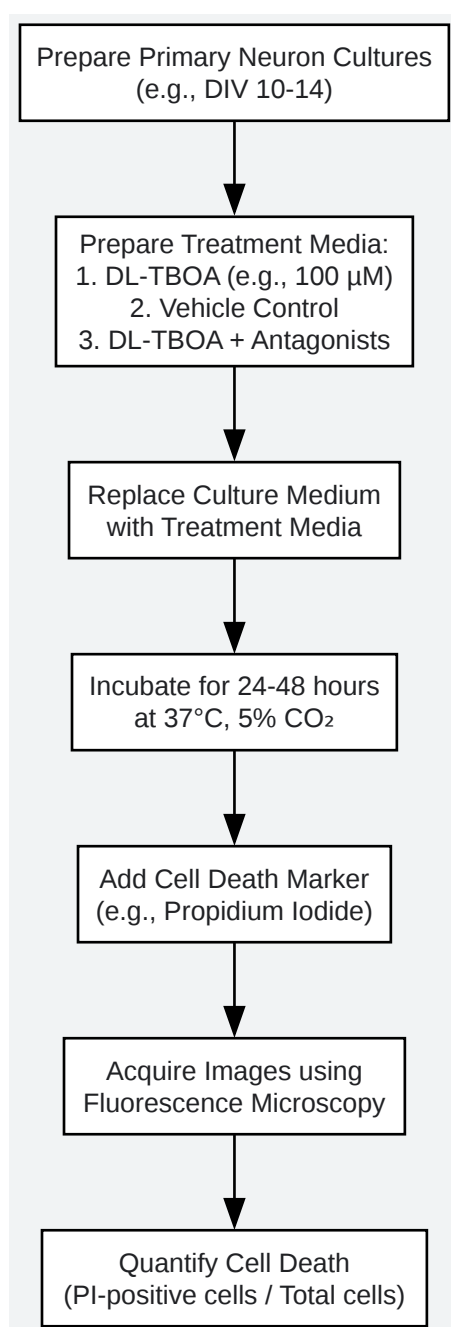 Prepare Primary Neuron Cultures
(e.g., DIV 10-14)
Prepare Treatment Media:
1. DL-TBOA (e.g., 100 µM)
2. Vehicle Control
3. DL-TBOA + Antagonists
Replace Culture Medium
with Treatment Media
Incubate for 24-48 hours
at 37°C, 5% CO₂
Add Cell Death Marker
(e.g., Propidium Iodide)
Acquire Images using
Fluorescence Microscopy
Quantify Cell Death
(PI-positive cells / Total cells)